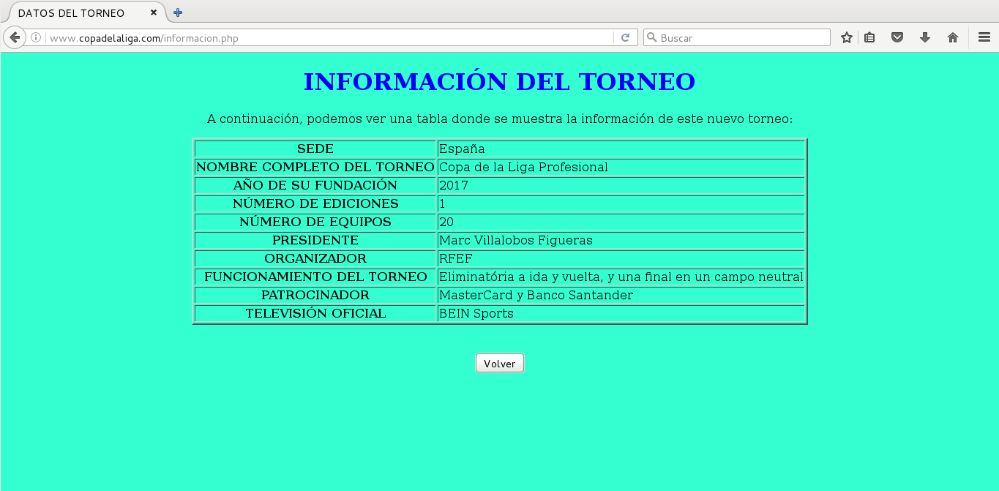 DATOS DEL TORNEO
www.copadelaliga.com/informacion.php
Buscar
INFORMACIÓN DEL TORNEO
A continuación, podemos ver una tabla donde se muestra la información de este nuevo torneo:
SEDE España
NOMBRE COMPLETO DEL TORNEO Copa de la Liga Profesional
AÑO DE SU FUNDACIÓN 2017
NÚMERO DE EDICIONES 1
NÚMERO DE EQUIPOS 20
PRESIDENTE Marc Villalobos Figueras
ORGANIZADOR RFEF
FUNCIONAMIENTO DEL TORNEO Eliminatória a ida y vuelta, y una final en un campo neutral
PATROCINADOR MasterCard y Banco Santander
TELEVISIÓN OFICIAL BEIN Sports
Volver